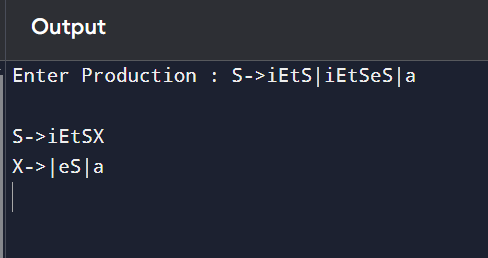 Output
Enter Production : S->iEtS|iEtSeS|a
S->iEtSX
X->|eS|a